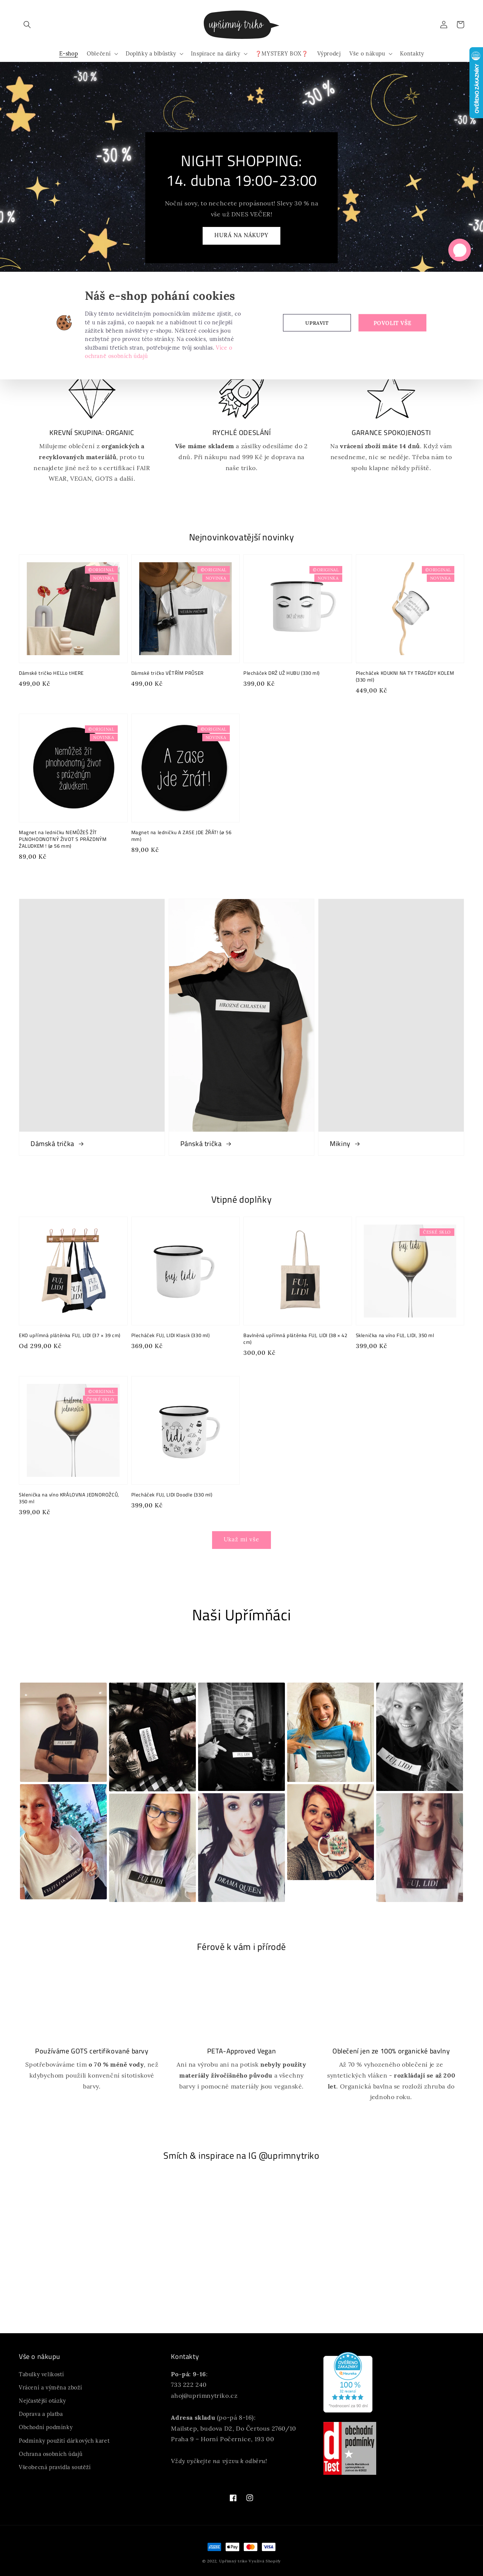 upřímný triko
E-shop Oblečení Doplňky a blbůstky Inspirace na dárky ❓MYSTERY BOX❓ Výprodej Vše o nákupu Kontakty
OVĚŘENO ZÁKAZNÍKY
-30 %
-30 %
-30 %
-30 %
-30 %
0 %
NIGHT SHOPPING:
14. dubna 19:00-23:00
Noční sovy, to nechcete propásnout! Slevy 30 % na
vše už DNES VEČER!
HURÁ NA NÁKUPY
Náš e-shop pohání cookies
Díky těmto neviditelným pomocníkům můžeme zjistit, co
tě u nás zajímá, co naopak ne a nabídnout ti co nejlepší
zážitek během návštěvy e-shopu. Některé cookies jsou
nezbytné pro provoz této stránky. Na cookies, umístěné
službami třetích stran, potřebujeme tvůj souhlas. Více o
ochraně osobních údajů
UPRAVIT
POVOLIT VŠE
KREVNÍ SKUPINA: ORGANIC
Milujeme oblečení z organických a
recyklovaných materiálů, proto tu
nenajdete jiné než to s certifikací FAIR
WEAR, VEGAN, GOTS a další.
RYCHLÉ ODESLÁNÍ
Vše máme skladem a zásilky odesíláme do 2
dnů. Při nákupu nad 999 Kč je doprava na
naše triko.
GARANCE SPOKOJENOSTI
Na vrácení zboží máte 14 dnů. Když vám
nesedneme, nic se neděje. Třeba nám to
spolu klapne někdy příště.
Nejnovinkovatější novinky
NOVINKA
NOVINKA
NOVINKA
NOVINKA
Dámské tričko HELLo tHERE
499,00 Kč
Dámské tričko VĚTŘÍM PRŮSER
499,00 Kč
Plecháček DRŽ UŽ HUBU (330 ml)
399,00 Kč
Plecháček KOUKNI NA TY TRAGÉDY KOLEM
(330 ml)
449,00 Kč
NOVINKA
Nemůžeš žít
plnohodnotný život
s prázdným
žaludkem.
NOVINKA
A zase
jde žrát!
Magnet na ledničku NEMŮŽEŠ ŽÍT
PLNOHODNOTNÝ ŽIVOT S PRÁZDNÝM
ŽALUDKEM ! (ø 56 mm)
89,00 Kč
Magnet na ledničku A ZASE JDE ŽRÁT! (ø 56
mm)
89,00 Kč
HROZNĚ CHLASTÁM
Dámská trička →
Pánská trička →
Mikiny →
Vtipné doplňky
FUJ, LIDI
fuj, lidi
FUJ, LIDI
ČESKÉ SKLO
fuj, lidi
EKO upřímná plátěnka FUJ, LIDI (37 × 39 cm)
Od 299,00 Kč
Plecháček FUJ, LIDI Klasik (330 ml)
369,00 Kč
Bavlněná upřímná plátěnka FUJ, LIDI (38 × 42
cm)
300,00 Kč
Sklenička na víno FUJ, LIDI, 350 ml
399,00 Kč
ČESKÉ SKLO
královna
jednorožců
lidi
Sklenička na víno KRÁLOVNA JEDNOROŽCŮ,
350 ml
399,00 Kč
Plecháček FUJ, LIDI Doodle (330 ml)
399,00 Kč
Ukaž mi vše
Naši Upřímňáci
FUJ, LIDI
FUJ, LIDI
DRAMA QUEEN
FUJ, LIDI
FUJ, LIDI
Férově k vám i přírodě
Používáme GOTS certifikované barvy
Spotřebováváme tím o 70 % méně vody, než
kdybychom použili konvenční sítotiskové
barvy.
PETA-Approved Vegan
Ani na výrobu ani na potisk nebyly použity
materiály živočišného původu a všechny
barvy i pomocné materiály jsou veganské.
Oblečení jen ze 100% organické bavlny
Až 70 % vyhozeného oblečení je ze
syntetických vláken – rozkládají se až 200
let. Organická bavlna se rozloží zhruba do
jednoho roku.
Smích & inspirace na IG @uprimnytriko
Vše o nákupu
Tabulky velikostí
Vrácení a výměna zboží
Nejčastější otázky
Doprava a platba
Obchodní podmínky
Podmínky použití dárkových karet
Ochrana osobních údajů
Všeobecná pravidla soutěží
Kontakty
Po-pá: 9-16:
733 222 240
ahoj@uprimnytriko.cz
Adresa skladu (po-pá 8-16):
Mailstep, budova D2, Do Čertous 2760/10
Praha 9 - Horní Počernice, 193 00
Vždy vyčkejte na výzvu k odběru!
OVĚŘENO
ZÁKAZNÍKY
100 %
obchodní
podmínky
© 2023, Upřímný triko Využívá Shopify